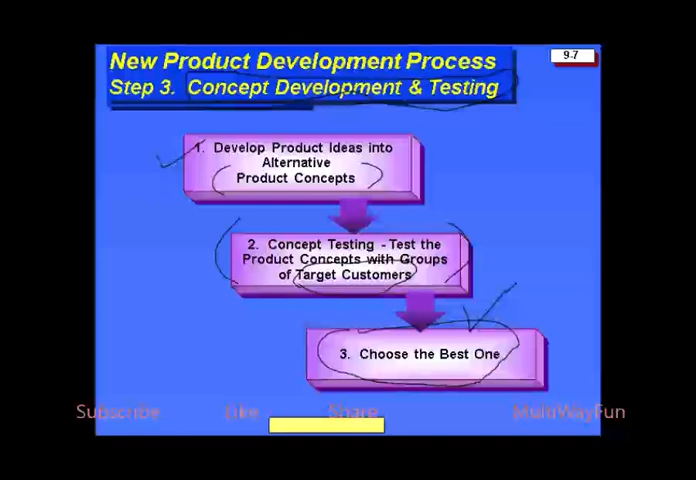 New Product Development Process
9-7
Step 3. Concept Development & Testing
1. Develop Product Ideas into
Alternative
Product Concepts
2. Concept Testing - Test the
Product Concepts with Groups
of Target Customers
3. Choose the Best One
Subscribe Like Share MultiWayFun